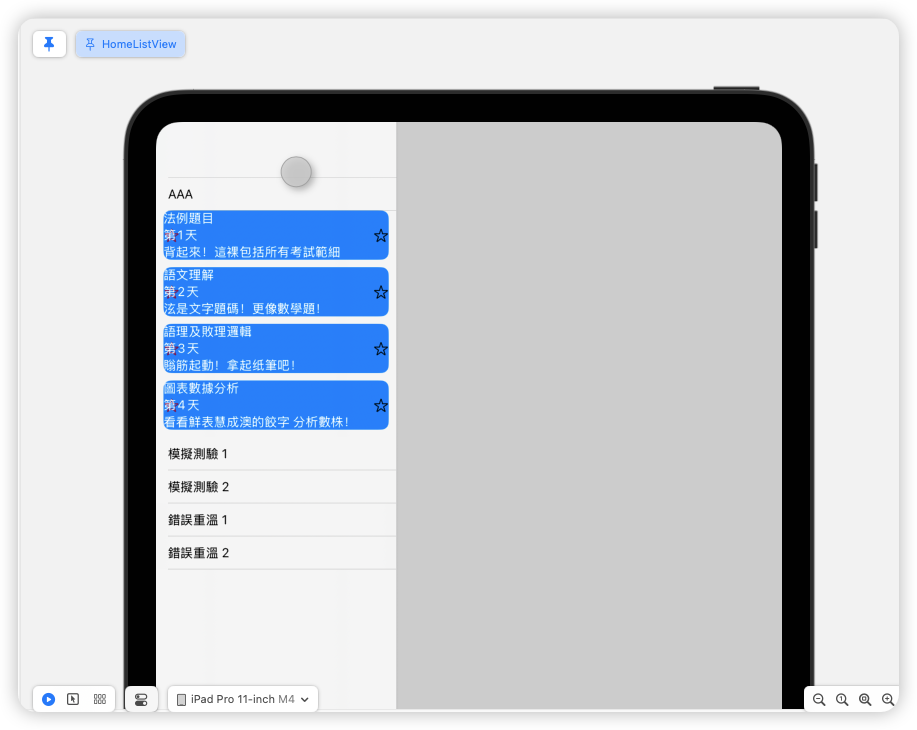 HomeListView
AAA
法例題目
第1天
背起來！這裸包括所有考試範細
語文理解
第2天
泫是文字題碼！更像數學題！
語理及敗理邏輯
第3天
腦筋起動！拿起纸筆吧！
圖表數據分析
第4天
看看鮮表慧成澳的餃字 分析數株！
模擬測驗 1
模擬測驗 2
錯誤重溫 1
錯誤重溫 2
iPad Pro 11-inch M4